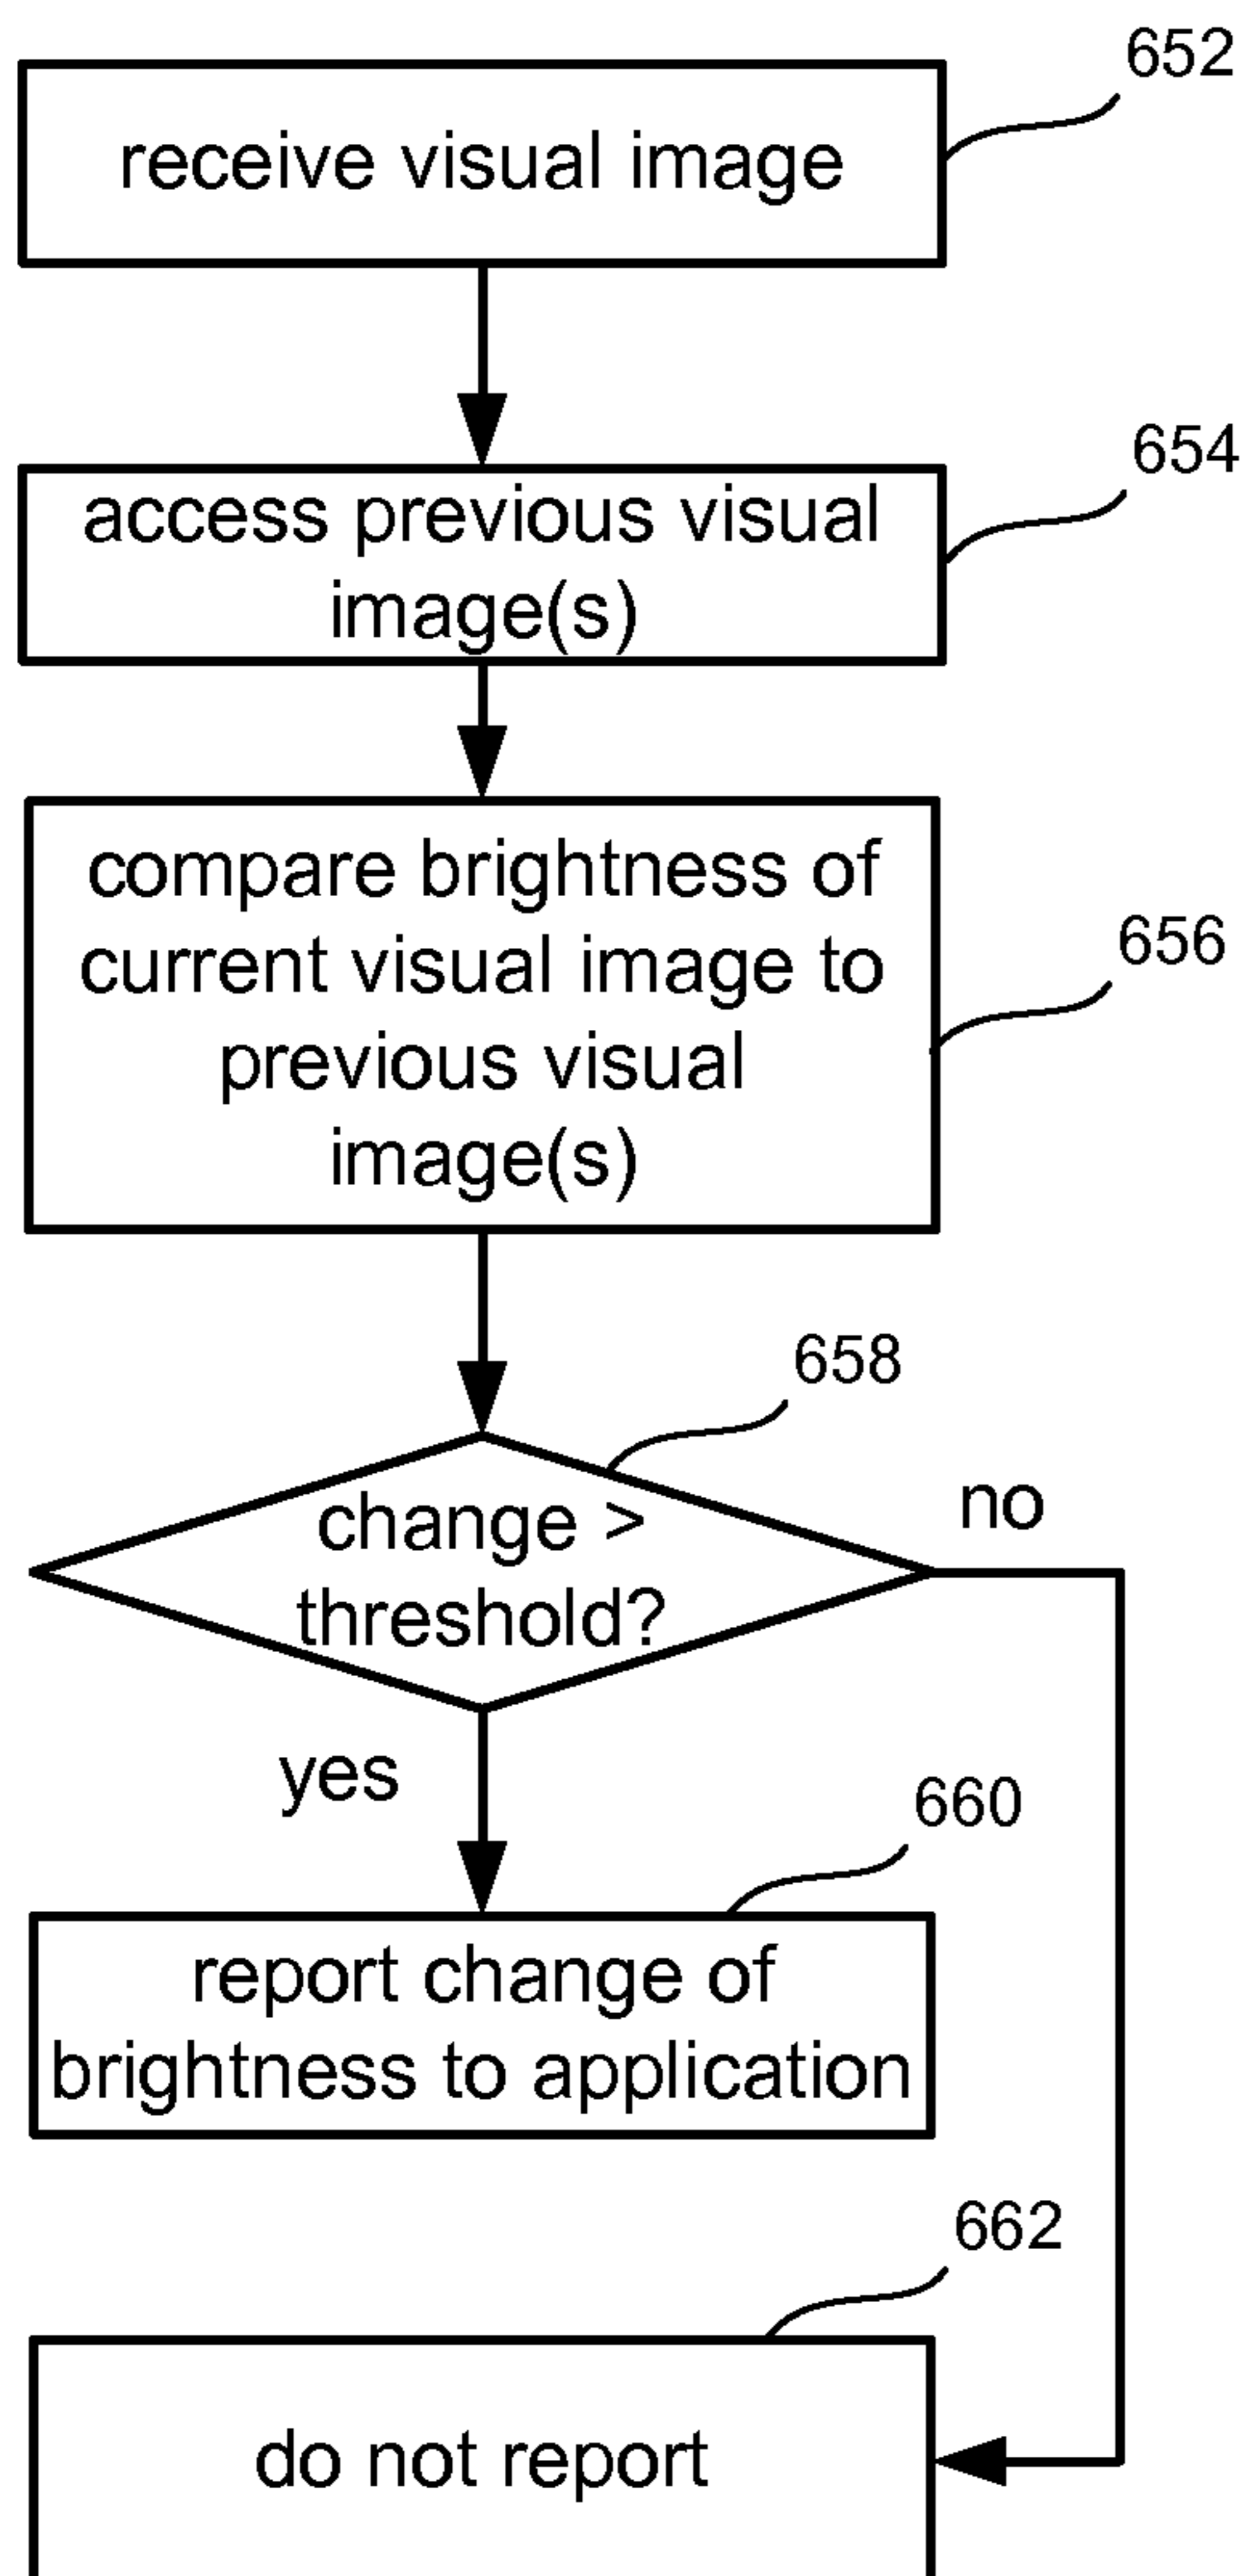 652
receive visual image
654
access previous visual
image(s)
compare brightness of
current visual image to
656
previous visual
image(s)
658
change >
no
threshold?
yes
660
report change of
brightness to application
662
do not report